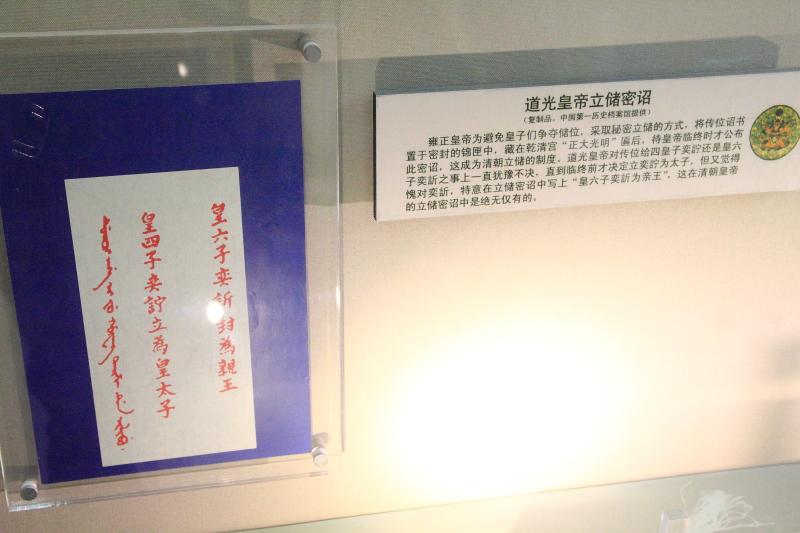 皇六子奕訢封為親王
皇四子奕詝立為皇太子
道光皇帝立储密诏
（复制品，中国第一历史档案馆提供）
雍正皇帝为避免皇子们争夺储位，采取秘密立储的方式，将传位诏书
置于密封的锦匣中，藏在乾清宫“正大光明”匾后，待皇帝临终时才公布
此密诏，这成为清朝立储的制度。道光皇帝对传位给四皇子奕詝还是皇六
子奕訢之事上一直犹豫不决，直到临终前才决定立奕詝为太子，但又觉得
愧对奕訢，特意在立储密诏中写上“皇六子奕訢为亲王”，这在清朝皇帝
的立储密诏中是绝无仅有的。